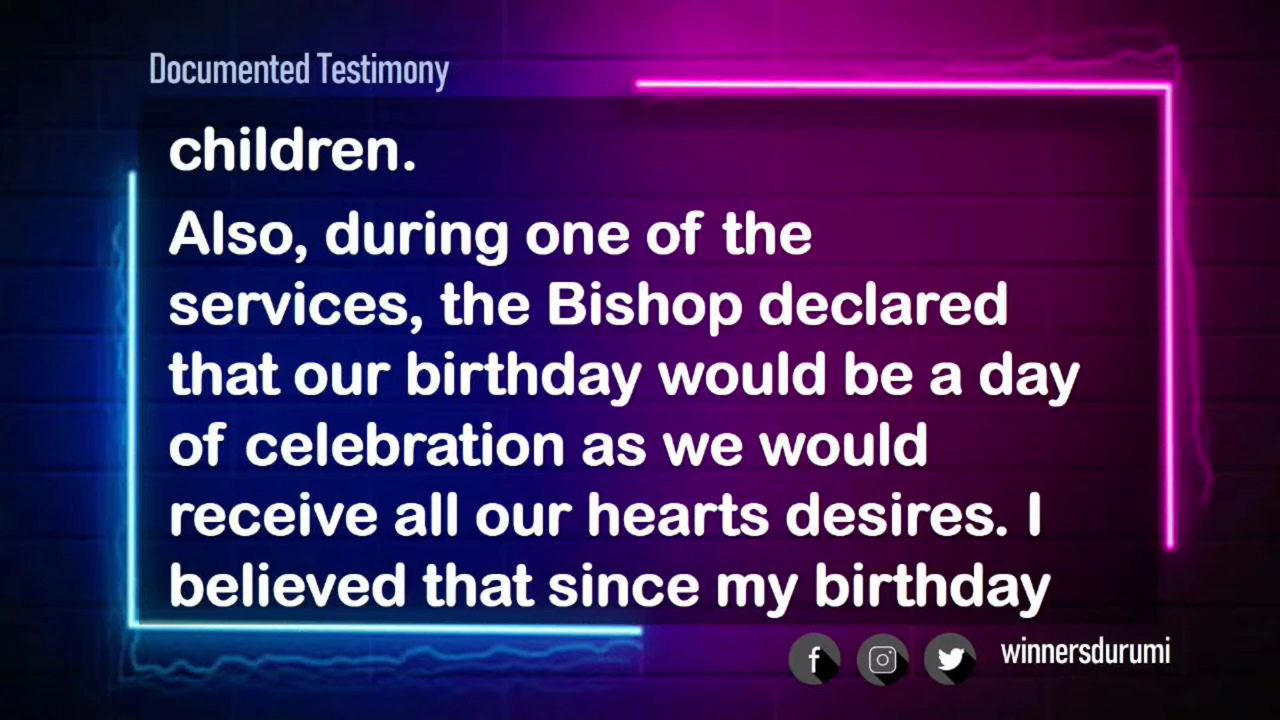 Documented Testimony
children.
Also, during one of the
services, the Bishop declared
that our birthday would be a day
of celebration as we would
receive all our hearts desires. I
believed that since my birthday
winnersdurumi